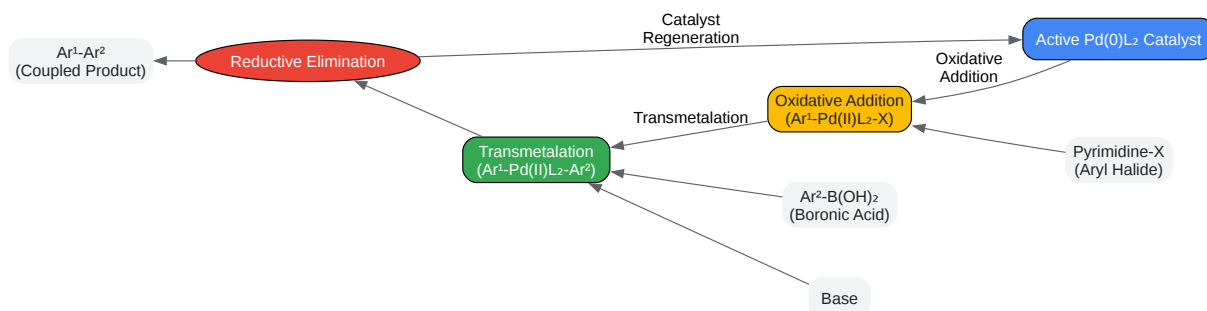 Catalyst
Regeneration
Ar¹-Ar²
(Coupled Product)
Reductive Elimination
Active Pd(0)L₂ Catalyst
Oxidative
Addition
Oxidative Addition
(Ar¹-Pd(II)L₂-X)
Transmetalation
Transmetalation
(Ar¹-Pd(II)L₂-Ar²)
Pyrimidine-X
(Aryl Halide)
Ar²-B(OH)₂
(Boronic Acid)
Base